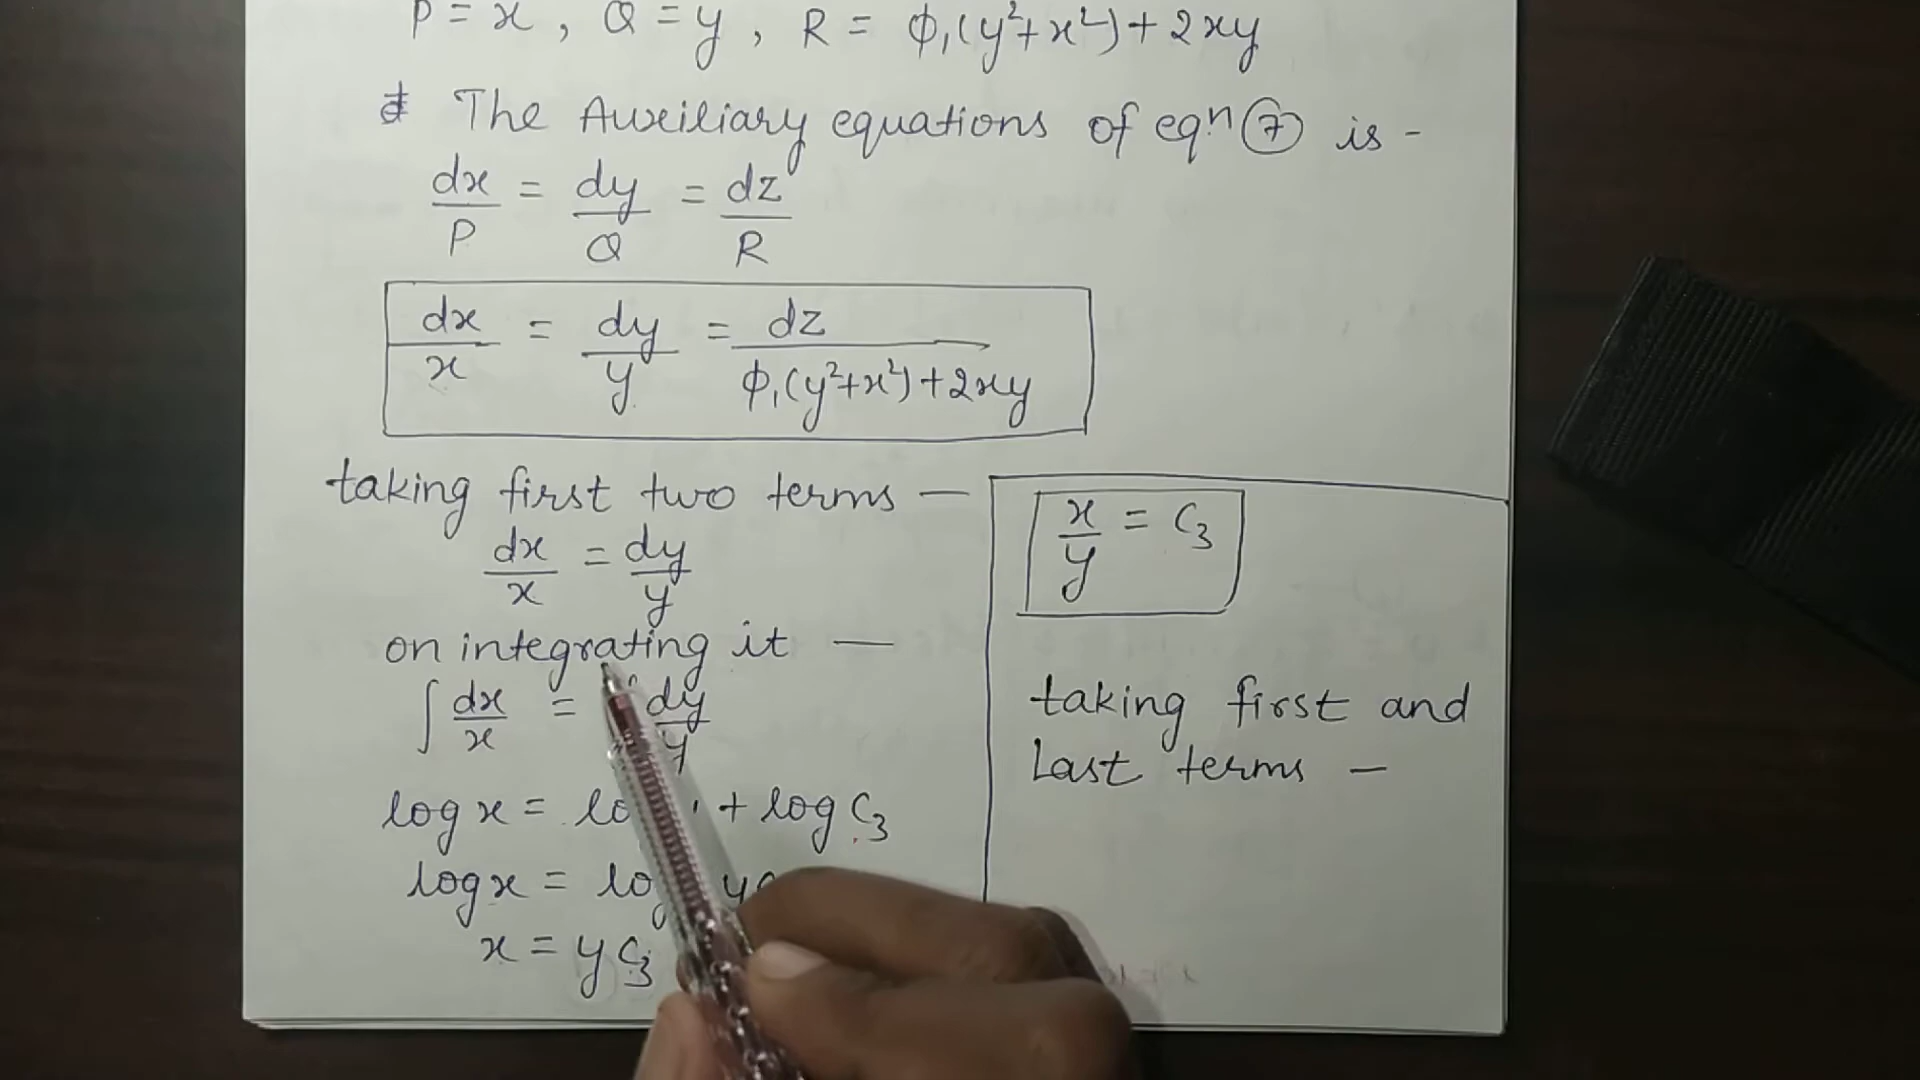 P = x , Q = y , R = ϕ₁(y²+x²) + 2xy
The Auxiliary equations of eqⁿ ⑦ is -
dx/P = dy/Q = dz/R
dx/x = dy/y = dz/ϕ₁(y²+x²)+2xy
taking first two terms —
dx/x = dy/y
on integrating it —
∫ dx/x = dy/y
log x = + log C₃
log x =
x = y C₃
x/y = C₃
taking first and
Last terms —